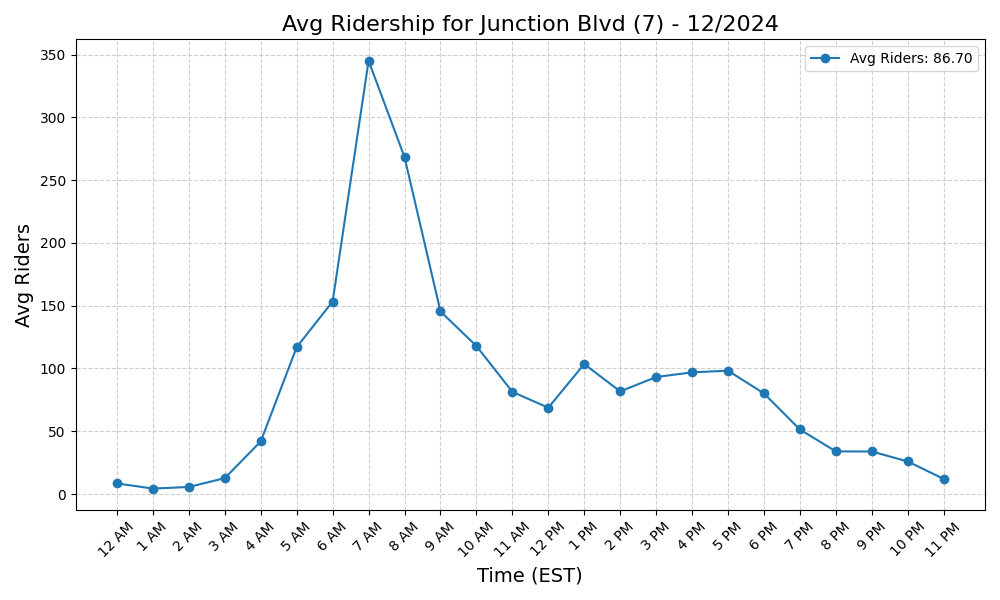 Avg Ridership for Junction Blvd (7) - 12/2024
Avg Riders: 86.70
Avg Riders
350
300
250
200
150
100
50
0
12 AM
1 AM
2 AM
3 AM
4 AM
5 AM
6 AM
7 AM
8 AM
9 AM
10 AM
11 AM
12 PM
1 PM
2 PM
3 PM
4 PM
5 PM
6 PM
7 PM
8 PM
9 PM
10 PM
11 PM
Time (EST)